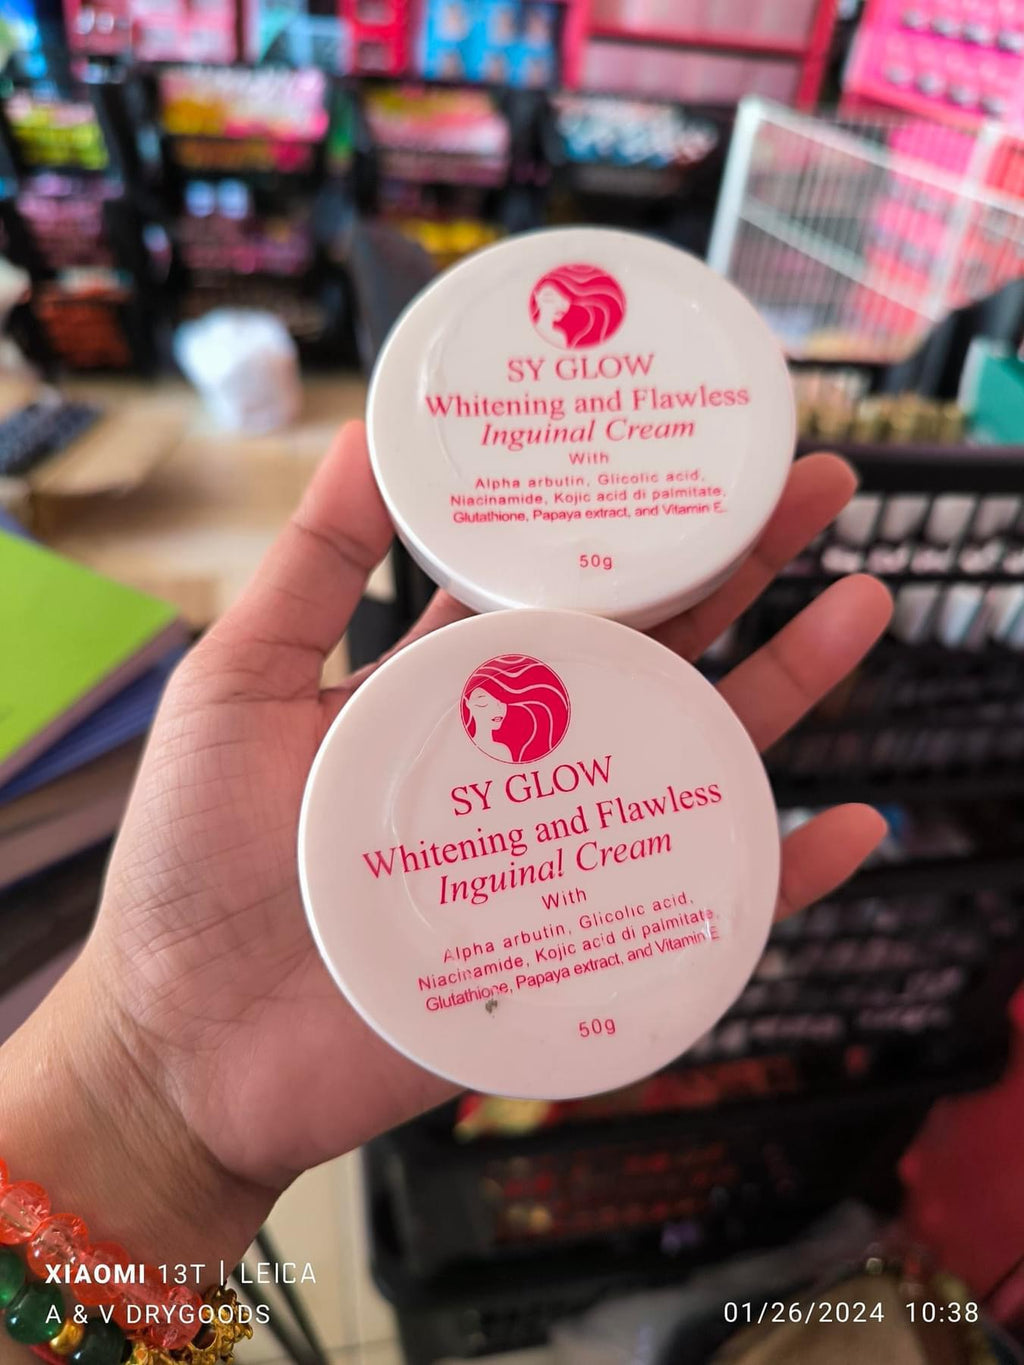 SY GLOW
Whitening and Flawless
Inguinal Cream
With
Alpha arbutin, Glicolic acid,
Niacinamide, Kojic acid di palmitate,
Glutathione, Papaya extract, and Vitamin E.
50g
SY GLOW
Whitening and Flawless
Inguinal Cream
With
Alpha arbutin, Glicolic acid,
Niacinamide, Kojic acid di palmitate,
Glutathione, Papaya extract, and Vitamin E
50g
XIAOMI 13T | LEICA
A & V DRYGOODS
01/26/2024 10:38